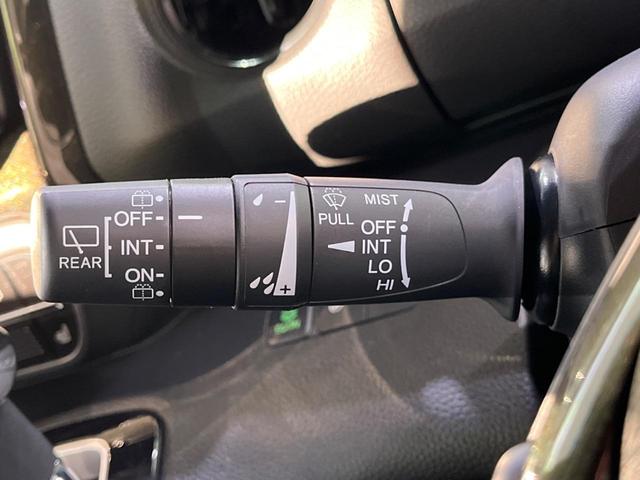 OFF
INT
ON
REAR
-
+
PULL
MIST
OFF
INT
LO
HI